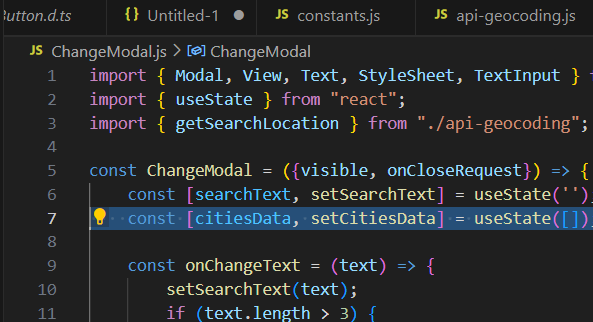 Button.d.ts {} Untitled-1 JS constants.js JS api-geocoding.js
JS ChangeModal.js > ChangeModal
1 import { Modal, View, Text, StyleSheet, TextInput }
2 import { useState } from "react";
3 import { getSearchLocation } from "./api-geocoding";
4
5 const ChangeModal = ({visible, onCloseRequest}) => {
6 const [searchText, setSearchText] = useState('')
7 const [citiesData, setCitiesData] = useState([])
8
9 const onChangeText = (text) => {
10 setSearchText(text);
11 if (text.length > 3) {